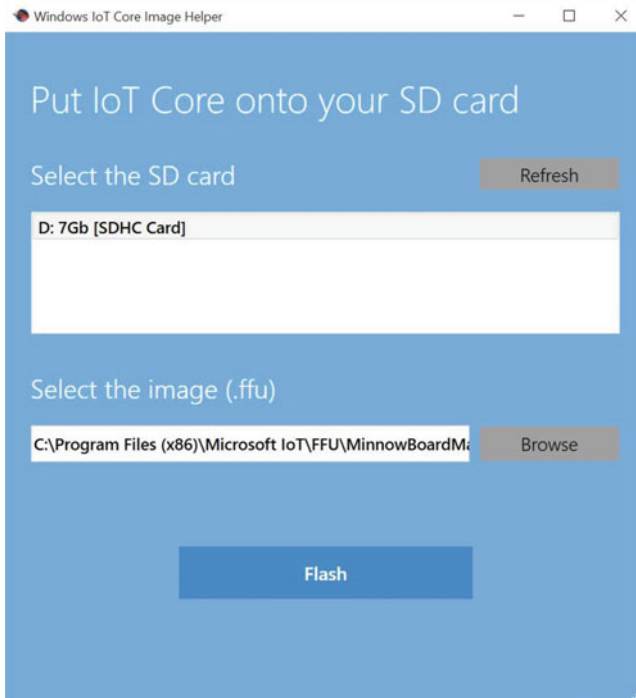 Windows IoT Core Image Helper
Put IoT Core onto your SD card
Select the SD card
Refresh
D: 7Gb [SDHC Card]
Select the image (.ffu)
C:\Program Files (x86)\Microsoft IoT\FFU\MinnowBoardMa
Browse
Flash